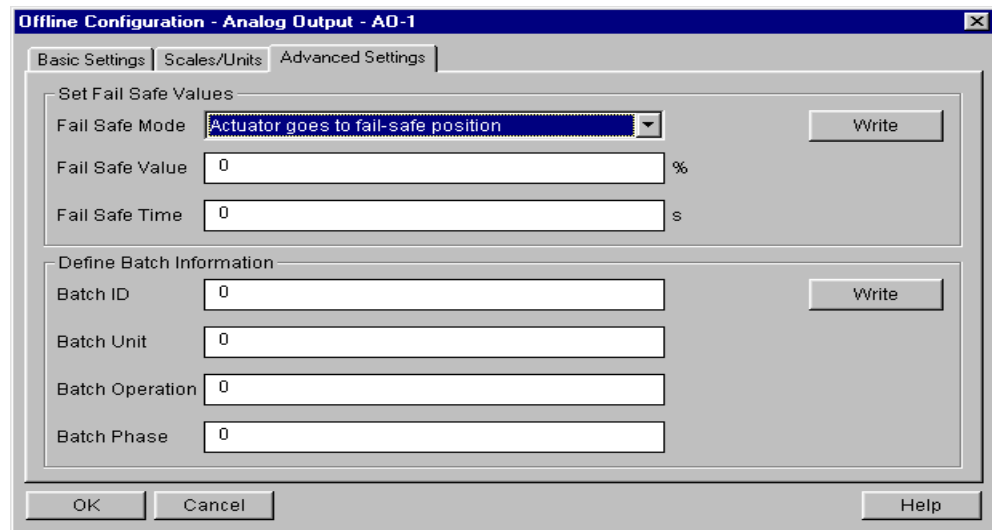 Offline Configuration - Analog Output - AO-1
Basic Settings Scales/Units Advanced Settings
Set Fail Safe Values
Fail Safe Mode Actuator goes to fail-safe position Write
Fail Safe Value 0 %
Fail Safe Time 0 s
Define Batch Information
Batch ID 0 Write
Batch Unit 0
Batch Operation 0
Batch Phase 0
OK Cancel Help